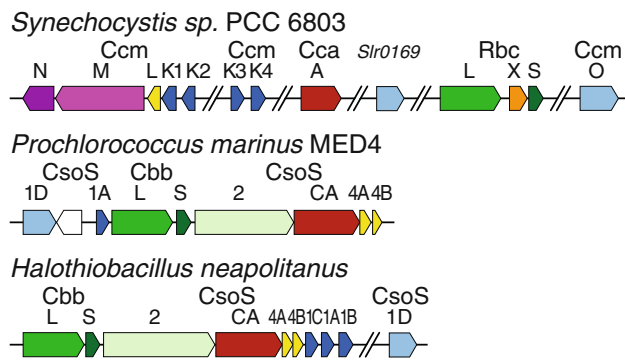 Synechocystis sp. PCC 6803
Ccm Ccm Cca Slr0169 Rbc Ccm
N M L K1 K2 K3 K4 A L X S O
Prochlorococcus marinus MED4
CsoS Cbb CsoS
1D 1A L S 2 CA 4A 4B
Halothiobacillus neapolitanus
Cbb CsoS CsoS
L S 2 CA 4A 4B 1C 1A 1B 1D